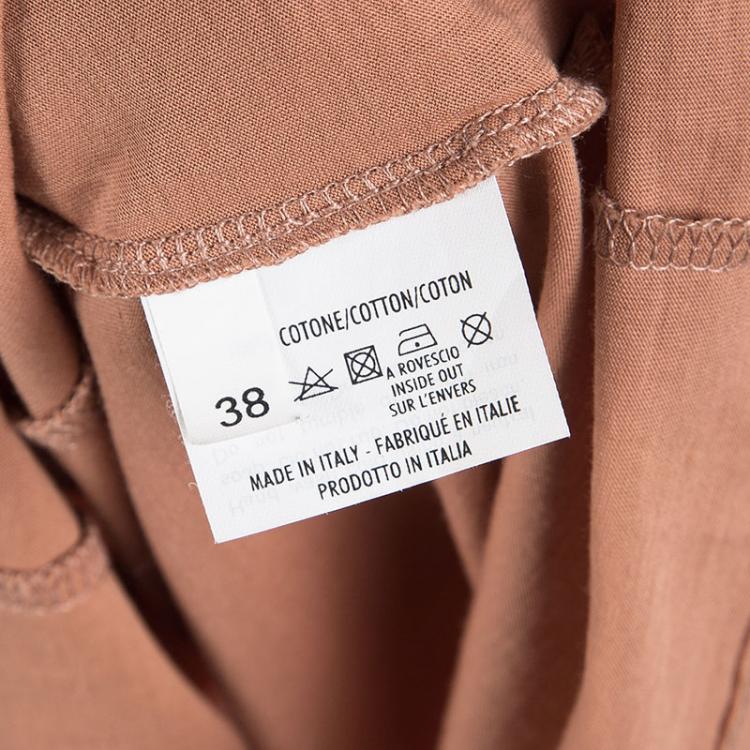 COTONE/COTTON/COTON
38
A ROVESCIO
INSIDE OUT
SUR L'ENVERS
MADE IN ITALY - FABRIQUÉ EN ITALIE
PRODOTTO IN ITALIA